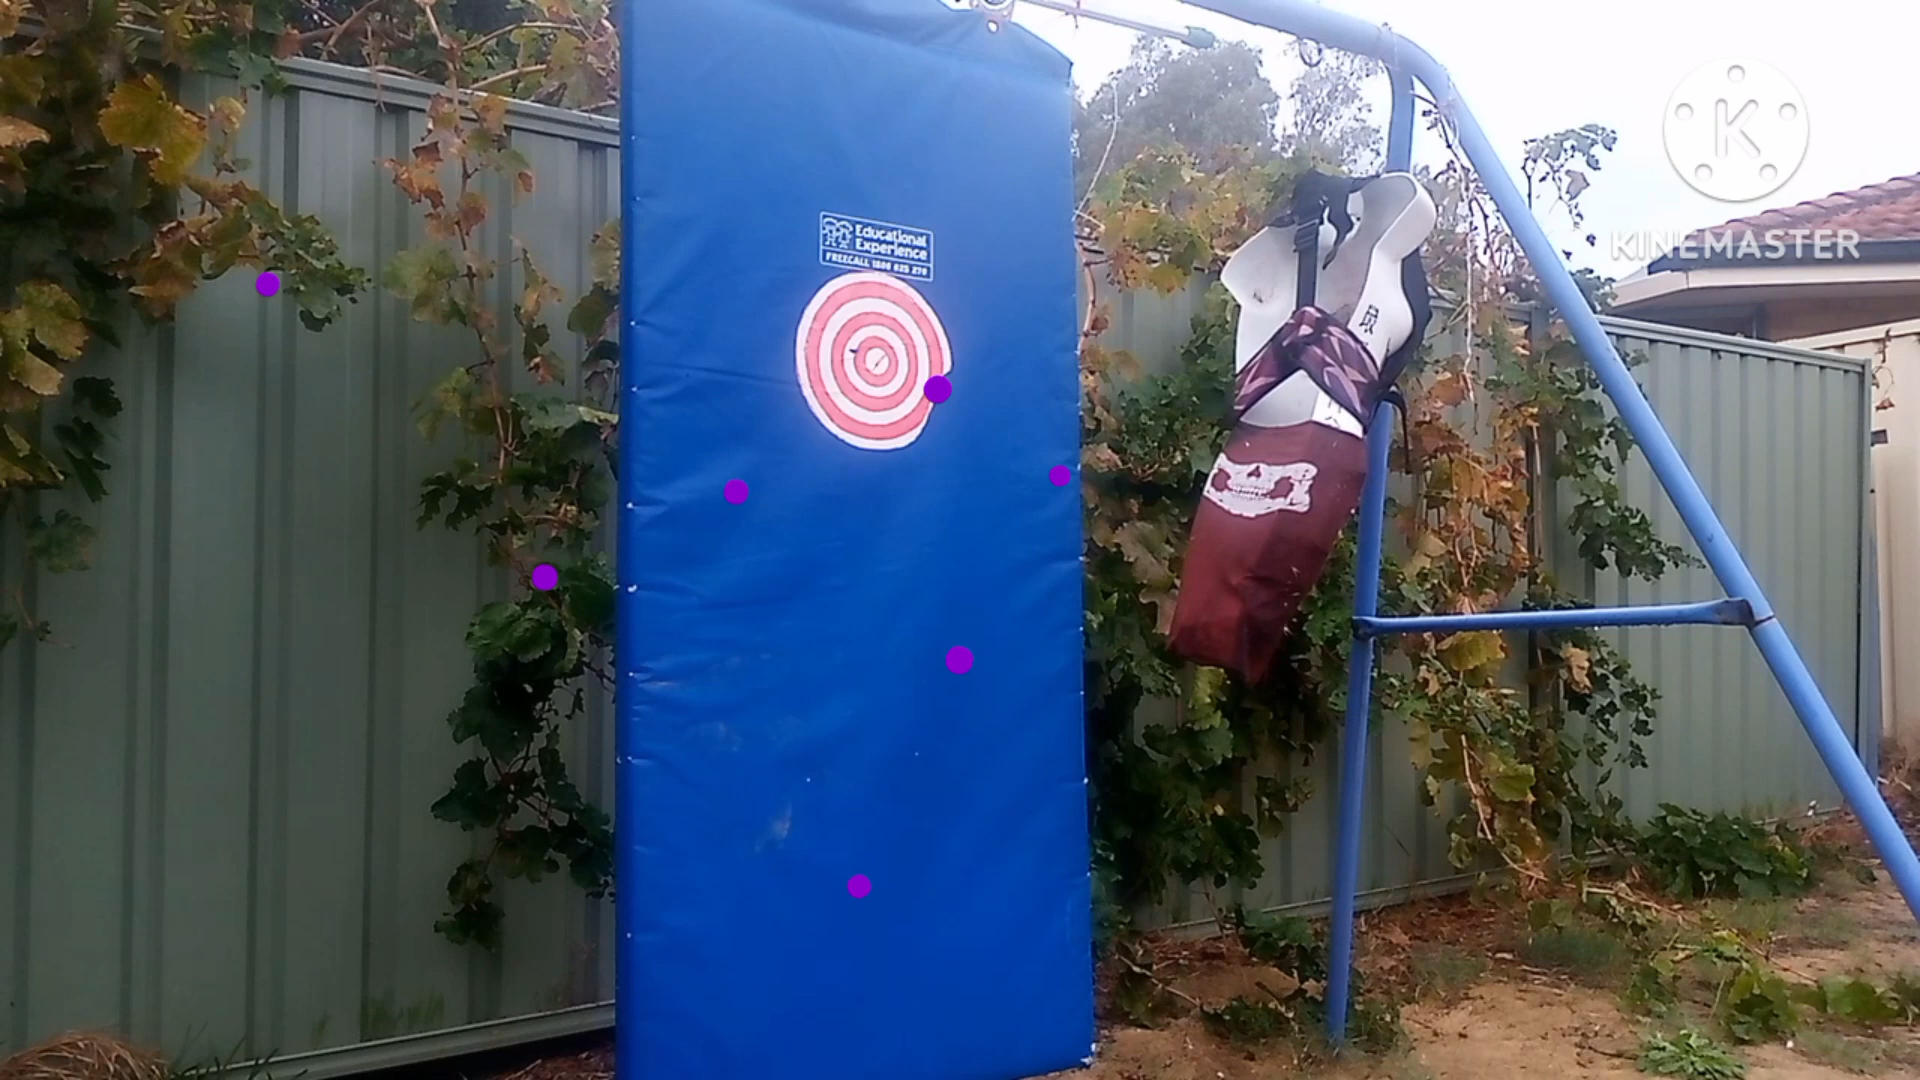 Educational
Experience
FREECALL 1800 025 270
K
KINEMASTER